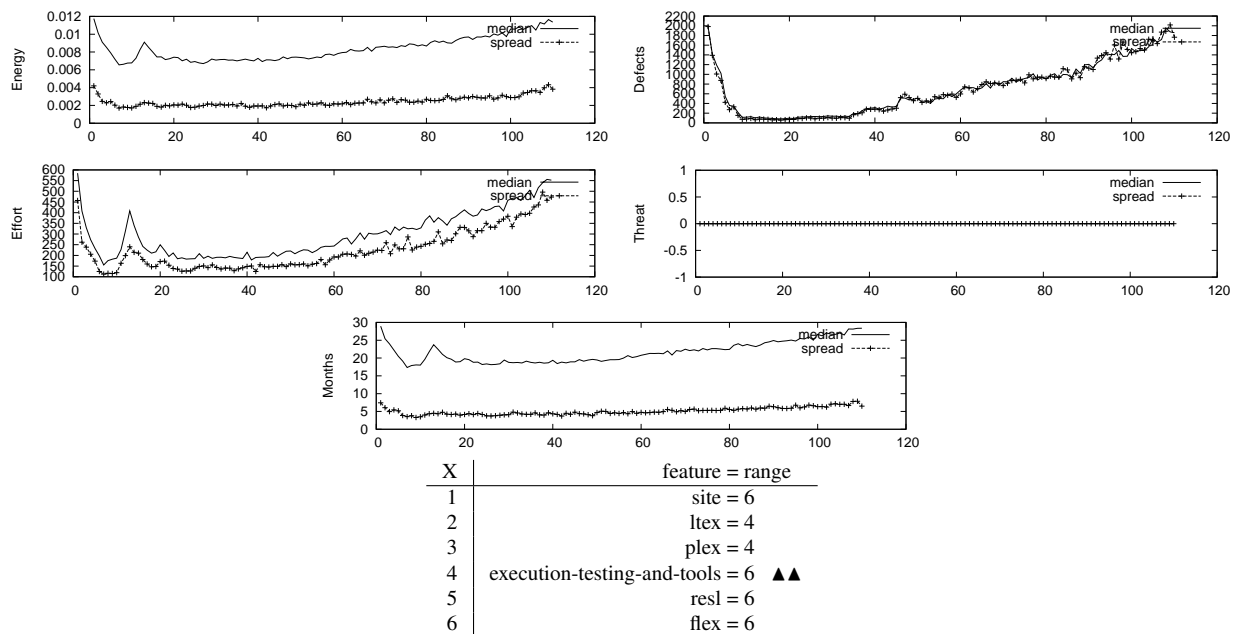 Energy
0.012
0.01
0.008
0.006
0.004
0.002
0
median
spread
0 20 40 60 80 100 120
Defects
2200
2000
1800
1600
1400
1200
1000
800
600
400
200
0
median
spread
0 20 40 60 80 100 120
Effort
600
550
500
450
400
350
300
250
200
150
100
median
spread
0 20 40 60 80 100 120
Threat
1
0.5
0
-0.5
-1
median
spread
0 20 40 60 80 100 120
Months
30
25
20
15
10
5
0
median
spread
0 20 40 60 80 100 120
X feature = range
1 site = 6
2 ltex = 4
3 plex = 4
4 execution-testing-and-tools = 6 ▲▲
5 resl = 6
6 flex = 6